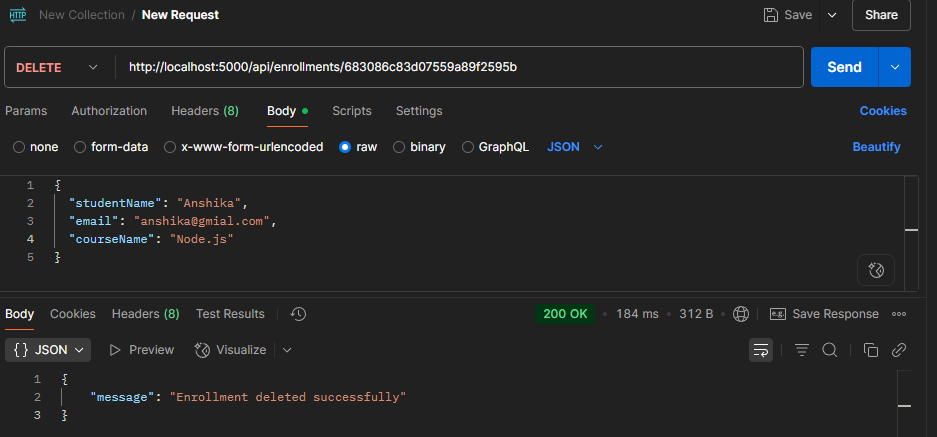 HTTP New Collection / New Request Save Share
DELETE http://localhost:5000/api/enrollments/683086c83d07559a89f2595b Send
Params Authorization Headers (8) Body Scripts Settings Cookies
none form-data x-www-form-urlencoded raw binary GraphQL JSON Beautify
1 {
2 "studentName": "Anshika",
3 "email": "anshika@gmial.com",
4 "courseName": "Node.js"
5 }
Body Cookies Headers (8) Test Results 200 OK 184 ms 312 B e.g. Save Response
{} JSON Preview Visualize
1 {
2 "message": "Enrollment deleted successfully"
3 }